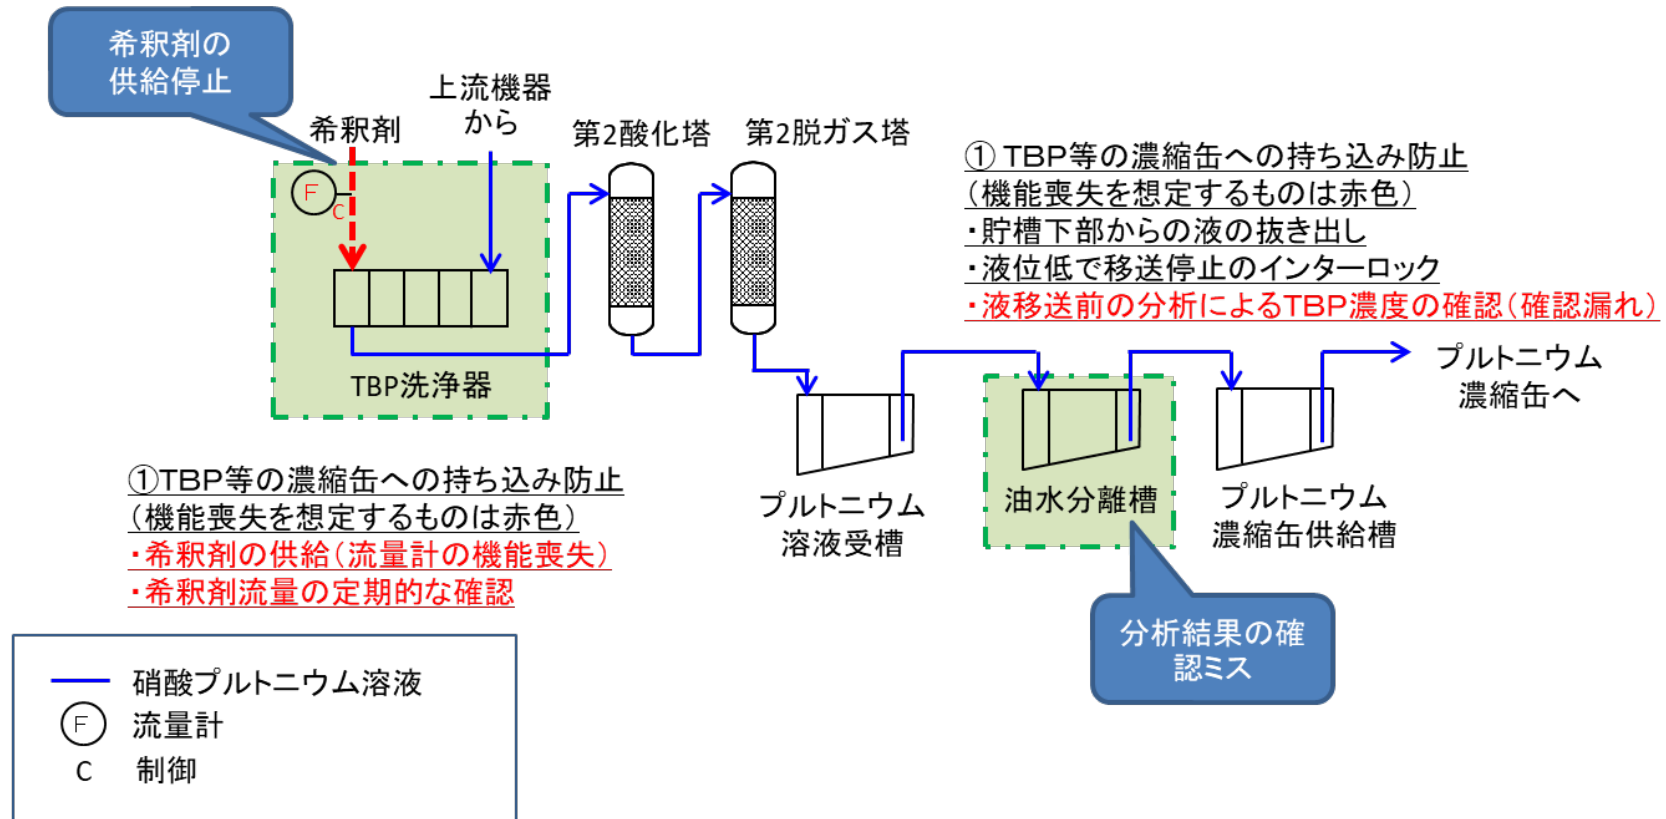 希釈剤の
供給停止
上流機器
から
希釈剤
第2酸化塔
第2脱ガス塔
F
C
TBP洗浄器
① TBP等の濃縮缶への持ち込み防止
(機能喪失を想定するものは赤色)
・貯槽下部からの液の抜き出し
・液位低で移送停止のインターロック
・液移送前の分析によるTBP濃度の確認(確認漏れ)
プルトニウム
濃縮缶へ
プルトニウム
溶液受槽
油水分離槽
プルトニウム
濃縮缶供給槽
①TBP等の濃縮缶への持ち込み防止
(機能喪失を想定するものは赤色)
・希釈剤の供給(流量計の機能喪失)
・希釈剤流量の定期的な確認
分析結果の確
認ミス
硝酸プルトニウム溶液
F 流量計
C 制御